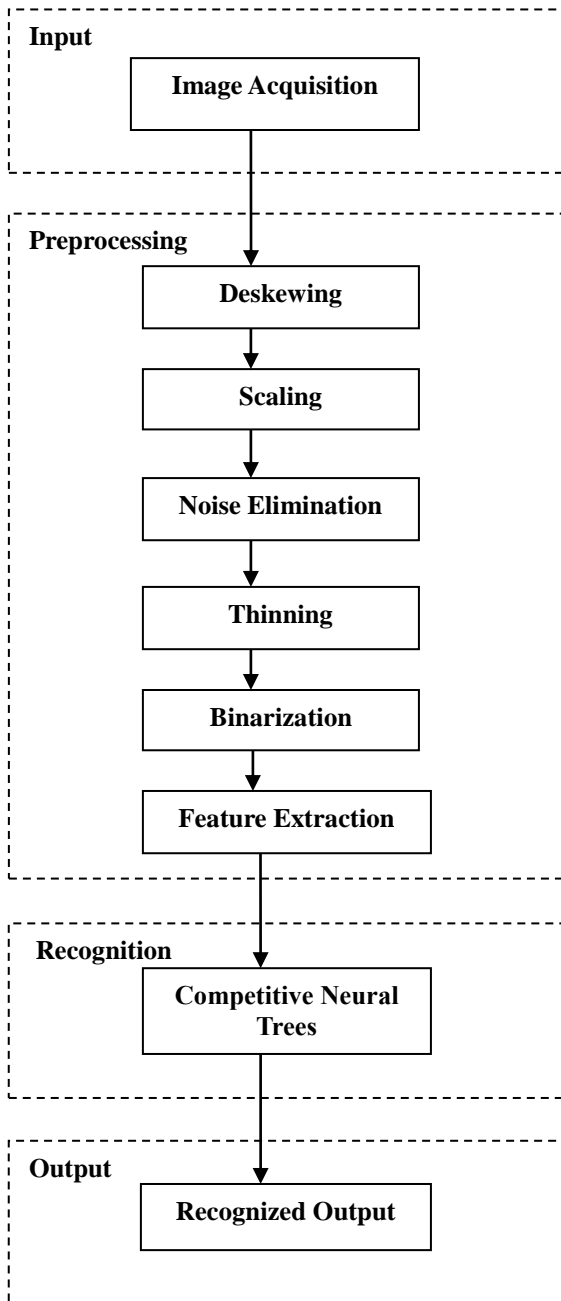 Input
Image Acquisition
Preprocessing
Deskewing
Scaling
Noise Elimination
Thinning
Binarization
Feature Extraction
Recognition
Competitive Neural
Trees
Output
Recognized Output